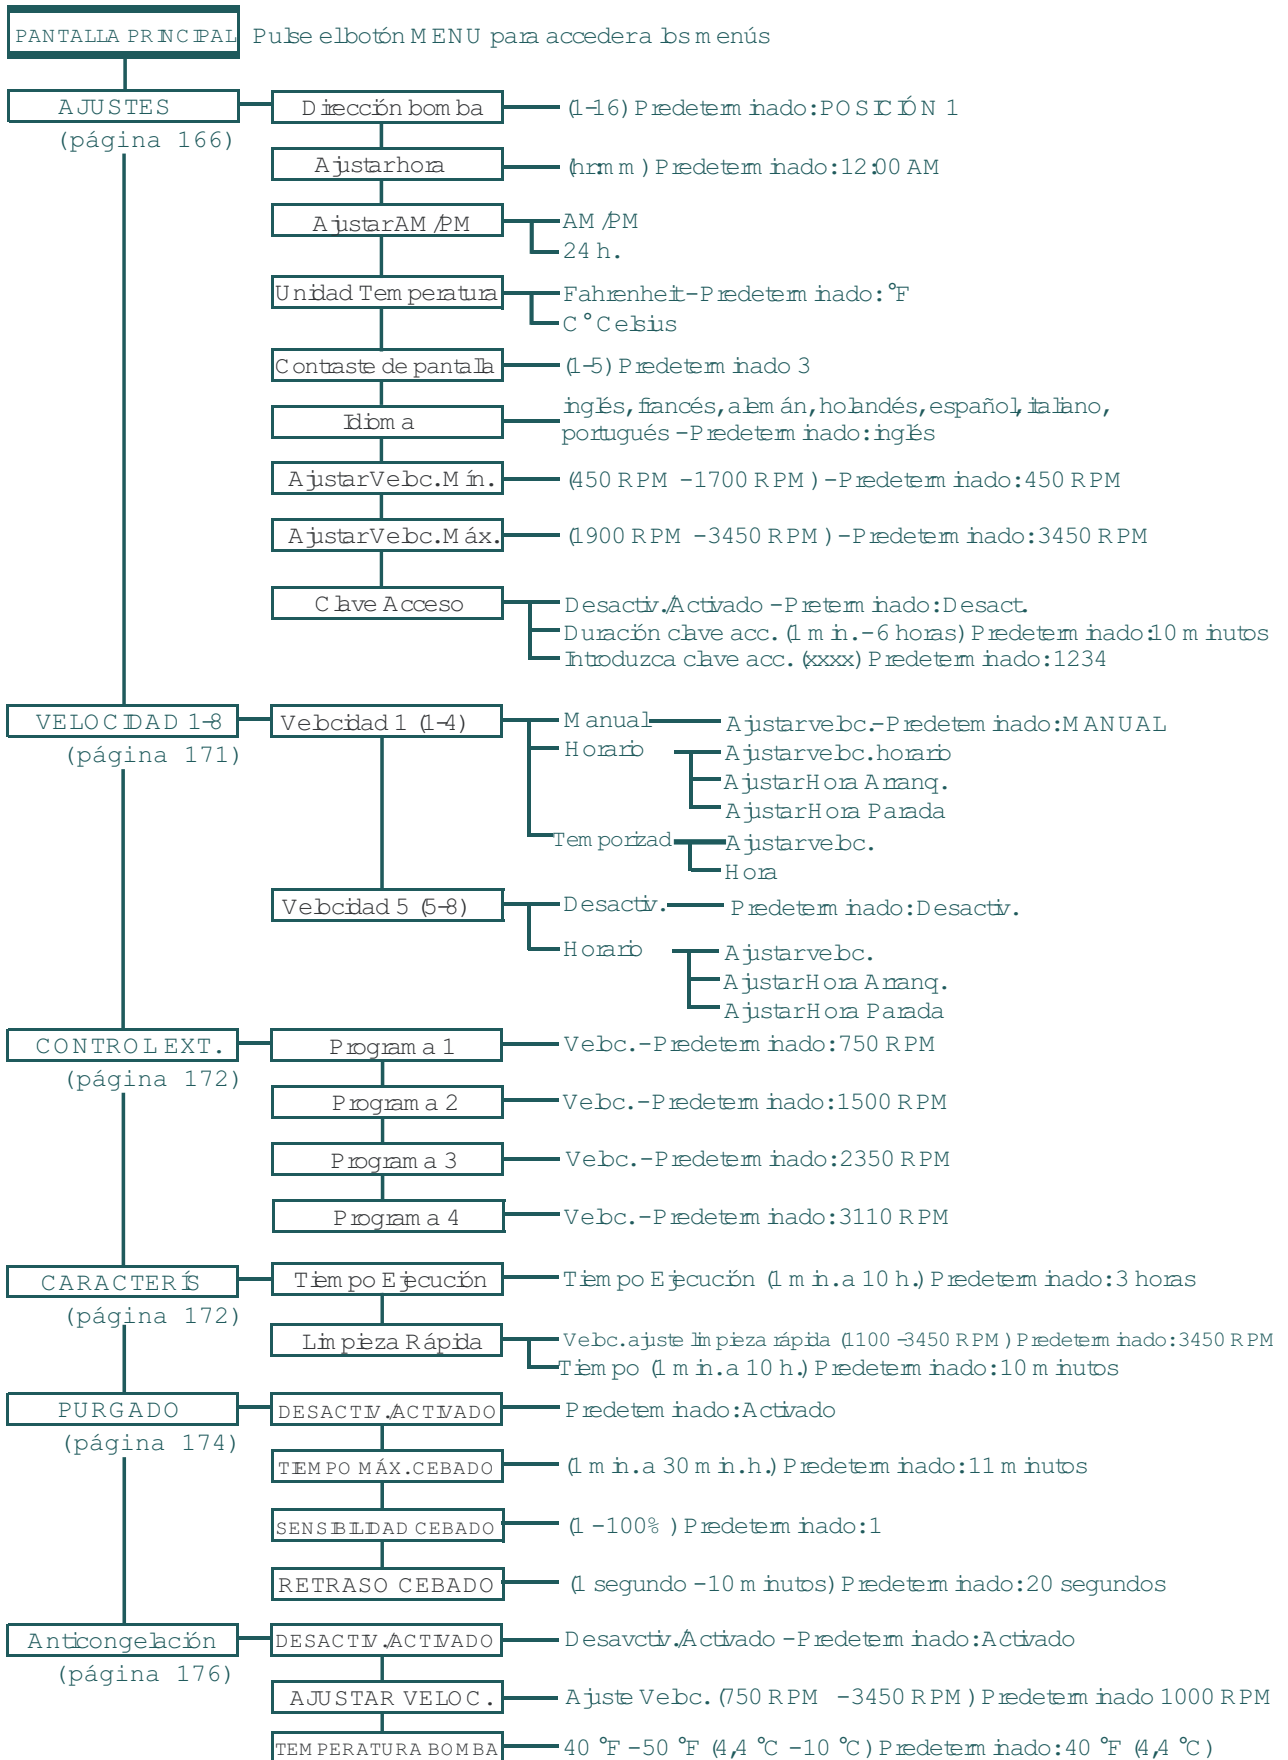 PANTALLA PRINCIPAL Pulse el botón MENU para acceder a los menús
AJUSTES
(página 166)
Dirección bomba
(1-16) Predeterminado: POSICIÓN 1
Ajustar hora
(hr:mm) Predeterminado: 12:00 AM
Ajustar AM/PM
AM/PM
24 h.
Unidad Temperatura
Fahrenheit - Predeterminado: °F
C° Celsius
Contraste de pantalla
(1-5) Predeterminado 3
Idioma
inglés, francés, alemán, holandés, español, italiano,
portugués - Predeterminado: inglés
Ajustar Veloc. Mín.
(450 RPM - 1700 RPM) - Predeterminado: 450 RPM
Ajustar Veloc. Máx.
(1900 RPM - 3450 RPM) - Predeterminado: 3450 RPM
Clave Acceso
Desactiv./Activado - Preterminado: Desact.
Duración clave acc. (1 min. - 6 horas) Predeterminado: 10 minutos
Introduzca clave acc. (xxxx) Predeterminado: 1234
VELOCIDAD 1-8
(página 171)
Velocidad 1 (1-4)
Manual
Ajustar veloc. - Predeterminado: MANUAL
Horario
Ajustar veloc. horario
Ajustar Hora Arranq.
Ajustar Hora Parada
Temporizad
Ajustar veloc.
Hora
Velocidad 5 (5-8)
Desactiv.
Predeterminado: Desactiv.
Horario
Ajustar veloc.
Ajustar Hora Arranq.
Ajustar Hora Parada
CONTROL EXT.
(página 172)
Programa 1
Veloc. - Predeterminado: 750 RPM
Programa 2
Veloc. - Predeterminado: 1500 RPM
Programa 3
Veloc. - Predeterminado: 2350 RPM
Programa 4
Veloc. - Predeterminado: 3110 RPM
CARACTERÍS
(página 172)
Tiempo Ejecución
Tiempo Ejecución (1 min. a 10 h.) Predeterminado: 3 horas
Limpieza Rápida
Veloc. ajuste limpieza rápida (1100 - 3450 RPM) Predeterminado: 3450 RPM
Tiempo (1 min. a 10 h.) Predeterminado: 10 minutos
PURGADO
(página 174)
DESACTIV./ACTIVADO
Predeterminado: Activado
TIEMPO MÁX. CEBADO
(1 min. a 30 min. h.) Predeterminado: 11 minutos
SENSIBILIDAD CEBADO
(1 - 100%) Predeterminado: 1
RETRASO CEBADO
(1 segundo - 10 minutos) Predeterminado: 20 segundos
Anticongelación
(página 176)
DESACTIV./ACTIVADO
Desavctiv./Activado - Predeterminado: Activado
AJUSTAR VELOC.
Ajuste Veloc. (750 RPM - 3450 RPM) Predeterminado 1000 RPM
TEMPERATURA BOMBA
40 °F - 50 °F (4,4 °C - 10 °C) Predeterminado: 40 °F (4,4 °C)